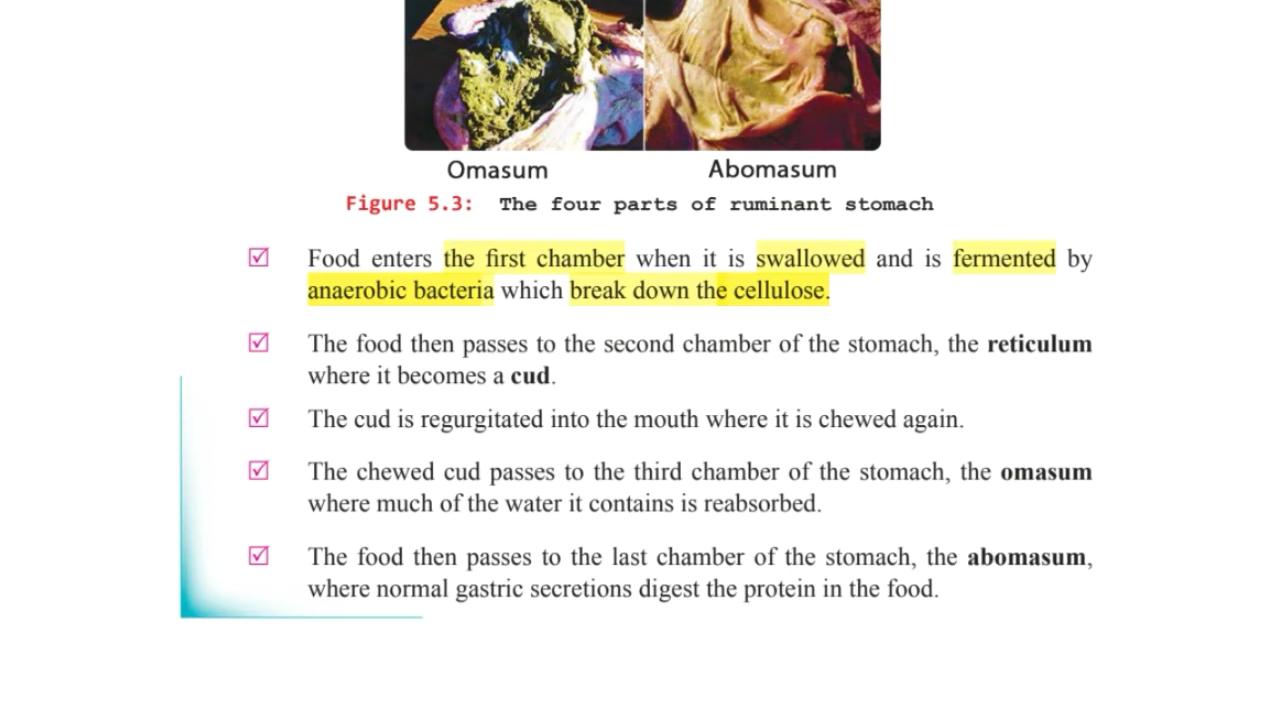 Omasum
Abomasum
Figure 5.3: The four parts of ruminant stomach
Food enters the first chamber when it is swallowed and is fermented by
anaerobic bacteria which break down the cellulose.
The food then passes to the second chamber of the stomach, the reticulum
where it becomes a cud.
The cud is regurgitated into the mouth where it is chewed again.
The chewed cud passes to the third chamber of the stomach, the omasum
where much of the water it contains is reabsorbed.
The food then passes to the last chamber of the stomach, the abomasum,
where normal gastric secretions digest the protein in the food.